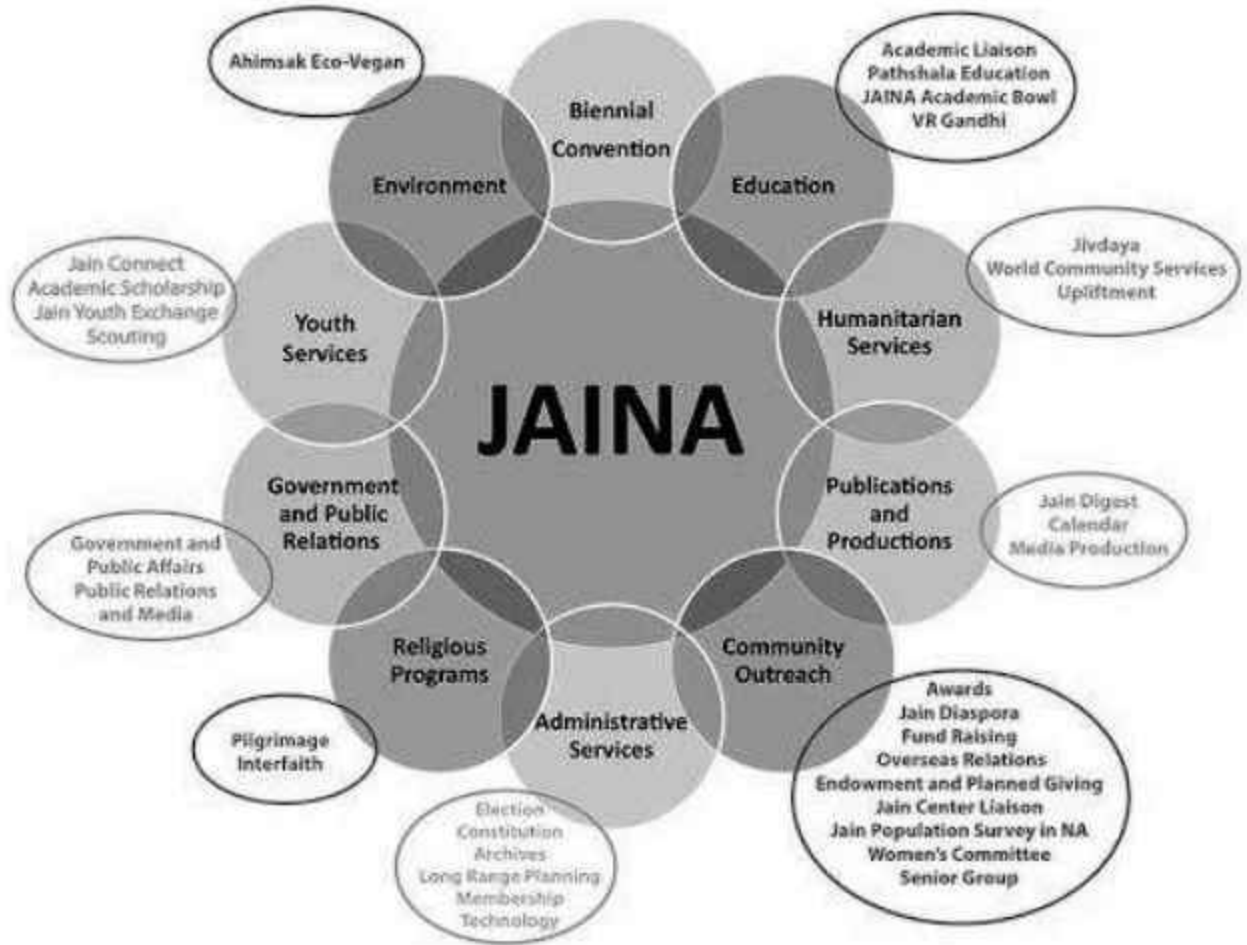 Ahimsak Eco-Vegan
Biennial
Convention
Academic Liaison
Pathshala Education
JAINA Academic Bowl
VR Gandhi
Environment
Education
Jain Connect
Academic Scholarship
Jain Youth Exchange
Scouting
Youth
Services
Humanitarian
Services
Jivdaya
World Community Services
Upliftment
JAINA
Government
and Public
Relations
Publications
and
Productions
Jain Digest
Calendar
Media Production
Government and
Public Affairs
Public Relations
and Media
Religious
Programs
Community
Outreach
Pilgrimage
Interfaith
Administrative
Services
Awards
Jain Diaspora
Fund Raising
Overseas Relations
Endowment and Planned Giving
Jain Center Liaison
Jain Population Survey in NA
Women's Committee
Senior Group
Election
Constitution
Archives
Long Range Planning
Membership
Technology